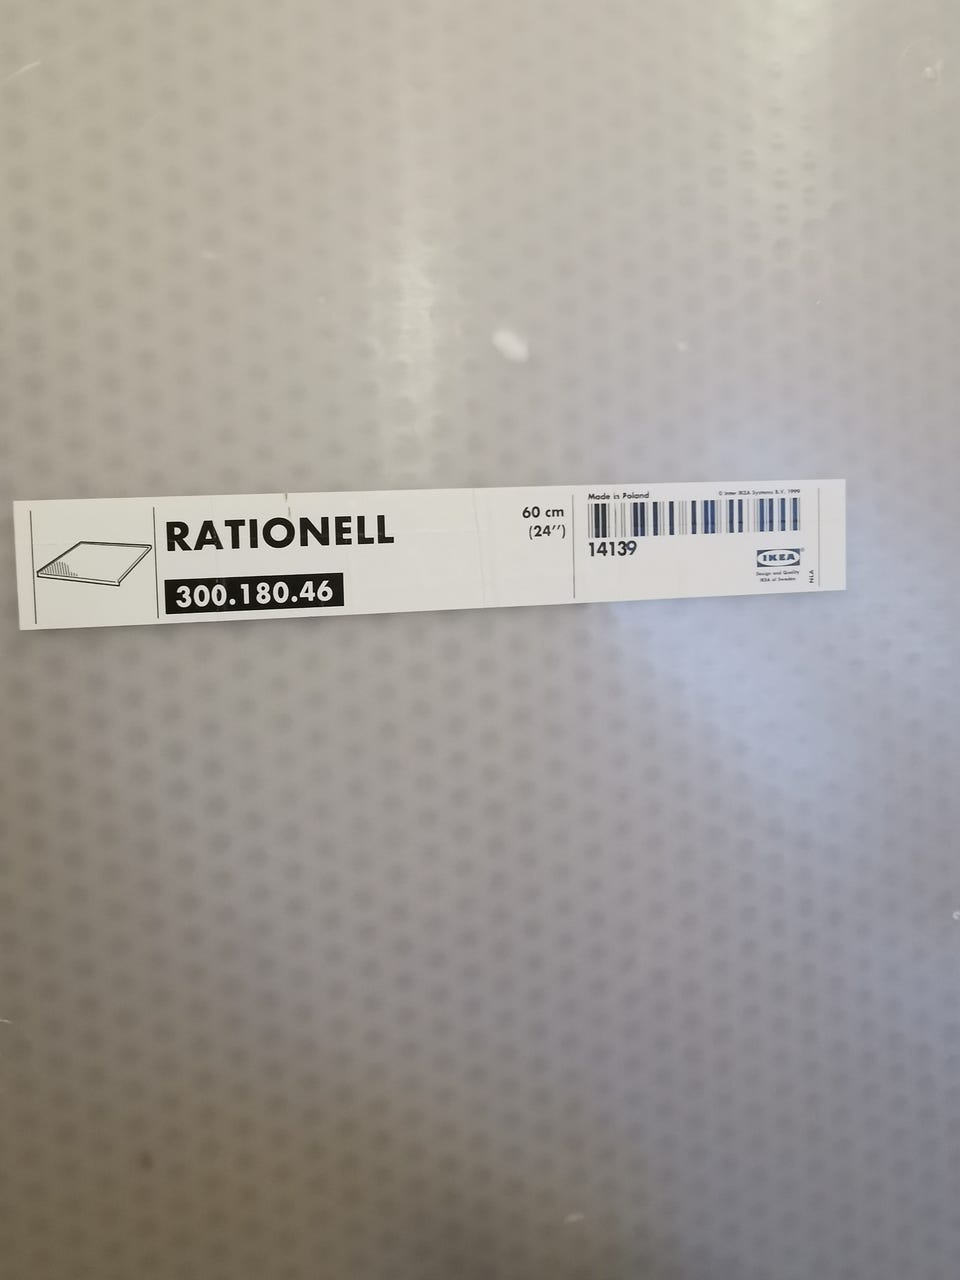 RATIONELL
300.180.46
60 cm
(24’’)
Made in Poland
© Inter IKEA Systems B.V. 1999
14139
IKEA®
Design and Quality
IKEA of Sweden